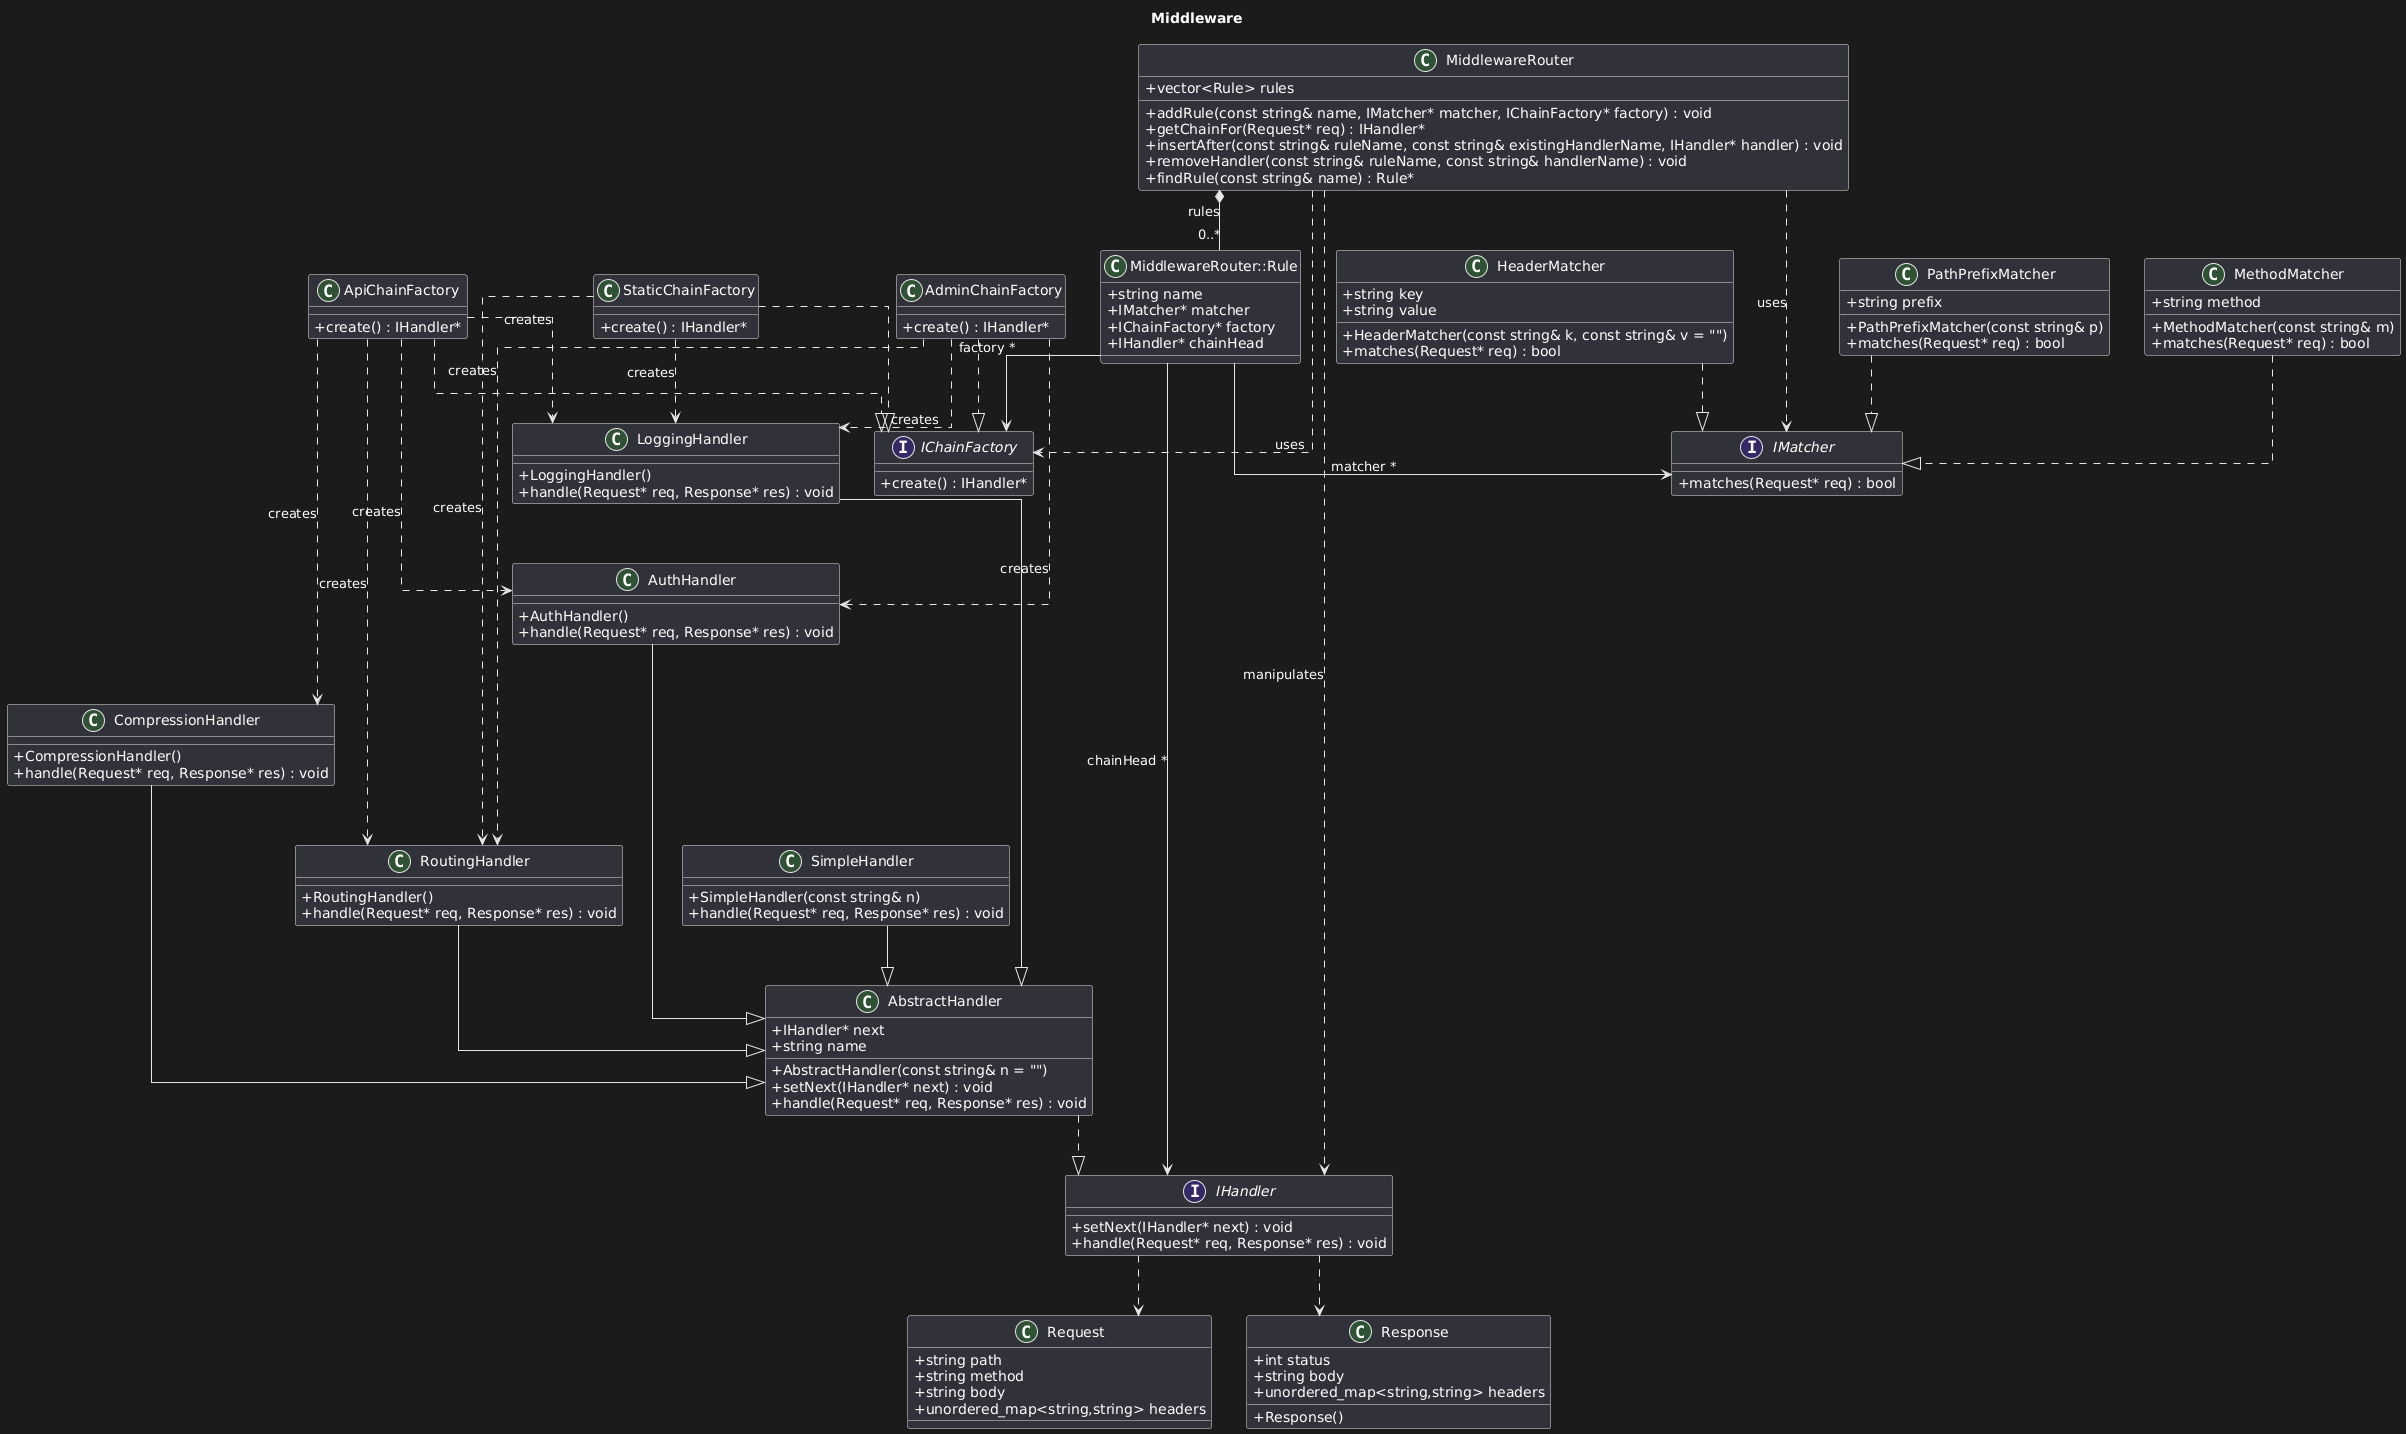 Middleware
C MiddlewareRouter
+vector<Rule> rules
+addRule(const string& name, IMatcher* matcher, IChainFactory* factory) : void
+getChainFor(Request* req) : IHandler*
+insertAfter(const string& ruleName, const string& existingHandlerName, IHandler* handler) : void
+removeHandler(const string& ruleName, const string& handlerName) : void
+findRule(const string& name) : Rule*
rules
0..*
C ApiChainFactory
+create() : IHandler*
C StaticChainFactory
+create() : IHandler*
C AdminChainFactory
+create() : IHandler*
C MiddlewareRouter::Rule
+string name
+IMatcher* matcher
+IChainFactory* factory
+IHandler* chainHead
C HeaderMatcher
+string key
+string value
+HeaderMatcher(const string& k, const string& v = "")
+matches(Request* req) : bool
uses
C PathPrefixMatcher
+string prefix
+PathPrefixMatcher(const string& p)
+matches(Request* req) : bool
C MethodMatcher
+string method
+MethodMatcher(const string& m)
+matches(Request* req) : bool
creates
factory *
creates
creates
creates
uses
matcher *
C LoggingHandler
+LoggingHandler()
+handle(Request* req, Response* res) : void
I IChainFactory
+create() : IHandler*
I IMatcher
+matches(Request* req) : bool
creates
creates
creates
creates
creates
C AuthHandler
+AuthHandler()
+handle(Request* req, Response* res) : void
manipulates
chainHead *
C CompressionHandler
+CompressionHandler()
+handle(Request* req, Response* res) : void
C RoutingHandler
+RoutingHandler()
+handle(Request* req, Response* res) : void
C SimpleHandler
+SimpleHandler(const string& n)
+handle(Request* req, Response* res) : void
C AbstractHandler
+IHandler* next
+string name
+AbstractHandler(const string& n = "")
+setNext(IHandler* next) : void
+handle(Request* req, Response* res) : void
I IHandler
+setNext(IHandler* next) : void
+handle(Request* req, Response* res) : void
C Request
+string path
+string method
+string body
+unordered_map<string,string> headers
C Response
+int status
+string body
+unordered_map<string,string> headers
+Response()